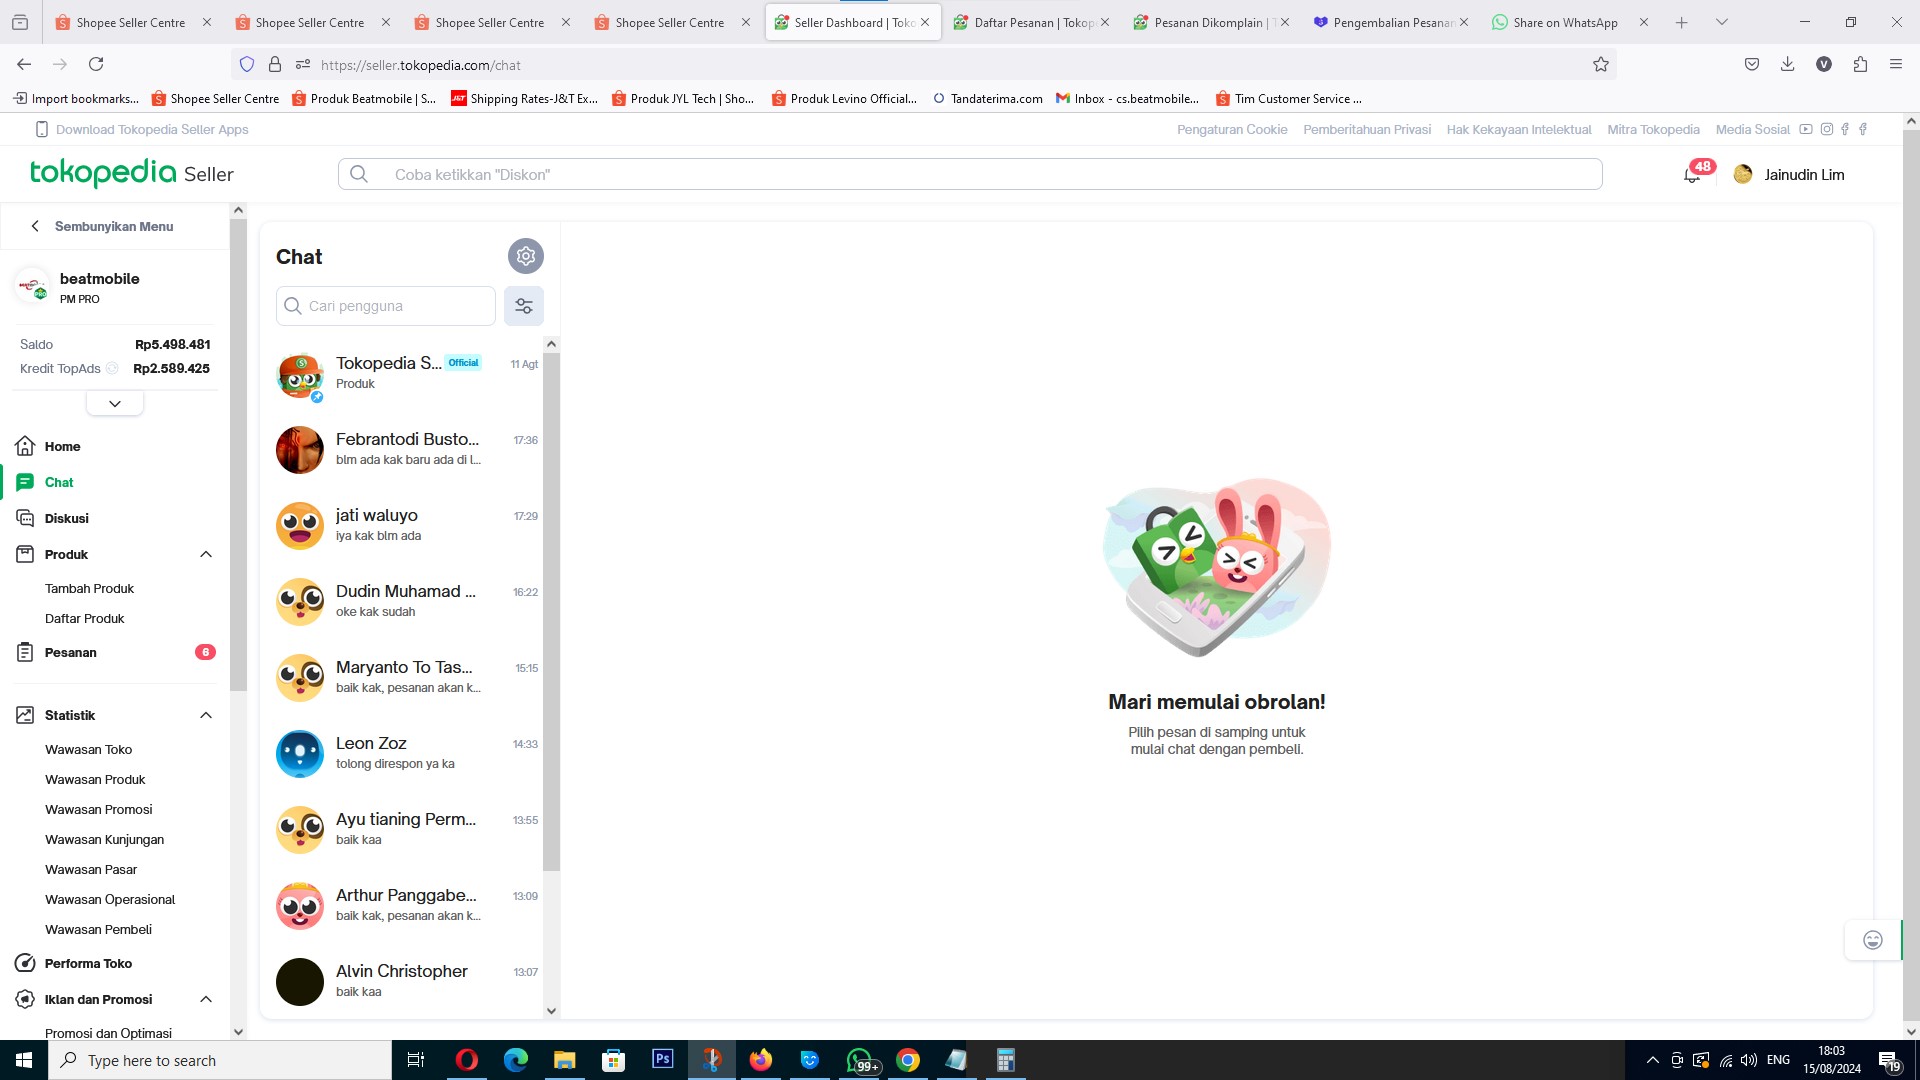 Shopee Seller Centre
Shopee Seller Centre
Shopee Seller Centre
Shopee Seller Centre
Seller Dashboard | Toko
Daftar Pesanan | Tokop
Pesanan Dikomplain | T
Pengembalian Pesanan
Share on WhatsApp
https://seller.tokopedia.com/chat
Import bookmarks...
Shopee Seller Centre
Produk Beatmobile | S...
Shipping Rates-J&T Ex...
Produk JYL Tech | Sho...
Produk Levino Official...
Tandaterima.com
Inbox - cs.beatmobile...
Tim Customer Service ...
Download Tokopedia Seller Apps
Pengaturan Cookie
Pemberitahuan Privasi
Hak Kekayaan Intelektual
Mitra Tokopedia
Media Sosial
tokopedia Seller
Coba ketikkan "Diskon"
48
Jainudin Lim
Sembunyikan Menu
beatmobile
PM PRO
Saldo
Rp5.498.481
Kredit TopAds
Rp2.589.425
Home
Chat
Diskusi
Produk
Tambah Produk
Daftar Produk
Pesanan
6
Statistik
Wawasan Toko
Wawasan Produk
Wawasan Promosi
Wawasan Kunjungan
Wawasan Pasar
Wawasan Operasional
Wawasan Pembeli
Performa Toko
Iklan dan Promosi
Promosi dan Optimasi
Chat
Cari pengguna
Tokopedia S... Official 11 Agt
Produk
Febrantodi Busto... 17:36
blm ada kak baru ada di l...
jati waluyo 17:29
iya kak blm ada
Dudin Muhamad ... 16:22
oke kak sudah
Maryanto To Tas... 15:15
baik kak, pesanan akan k...
Leon Zoz 14:33
tolong direspon ya ka
Ayu tianing Perm... 13:55
baik kaa
Arthur Panggabe... 13:09
baik kak, pesanan akan k...
Alvin Christopher 13:07
baik kaa
Mari memulai obrolan!
Pilih pesan di samping untuk
mulai chat dengan pembeli.
Type here to search
Ps
99+
ENG
18:03
15/08/2024
19